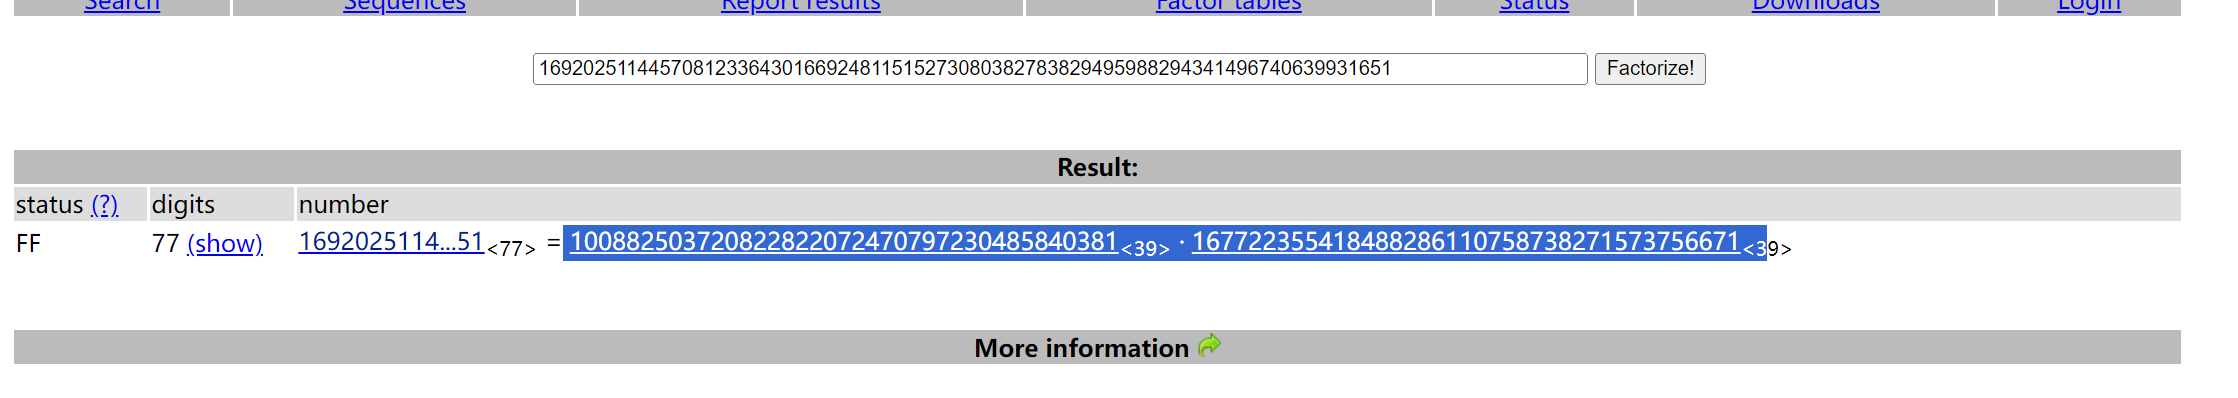 Search Sequences Report results Factor tables Status Downloads Login
16920251144570812336430166924811515273080382783829495988294341496740639931651 Factorize!
Result:
status (?) digits number
FF 77 (show) 1692025114...51<77> = 100882503720822822072470797230485840381<39> · 167722355418488286110758738271573756671<39>
More information